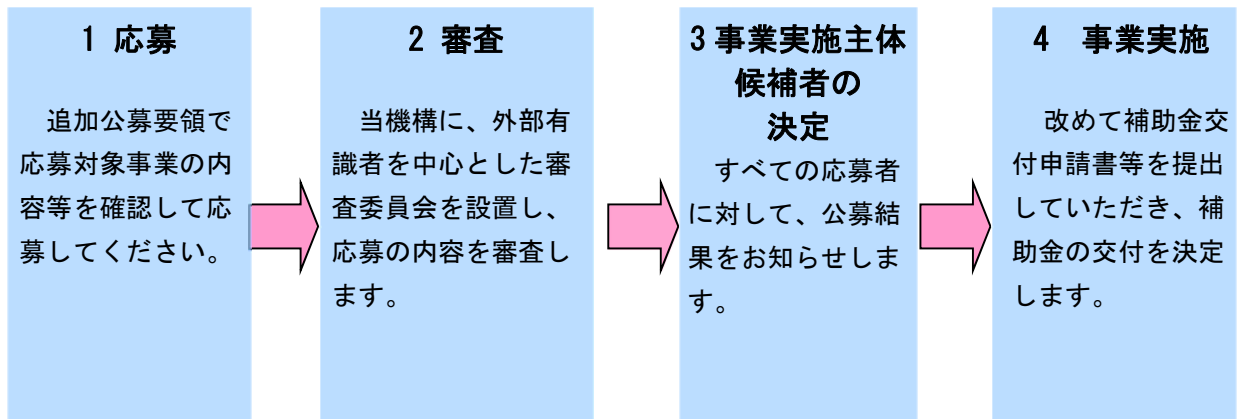 1 応募
追加公募要領で
応募対象事業の内
容等を確認して応
募してください。
2 審査
当機構に、外部有
識者を中心とした審
査委員会を設置し、
応募の内容を審査し
ます。
3 事業実施主体
候補者の
決定
すべての応募者
に対して、公募結
果をお知らせしま
す。
4 事業実施
改めて補助金交
付申請書等を提出
していただき、補
助金の交付を決定
します。